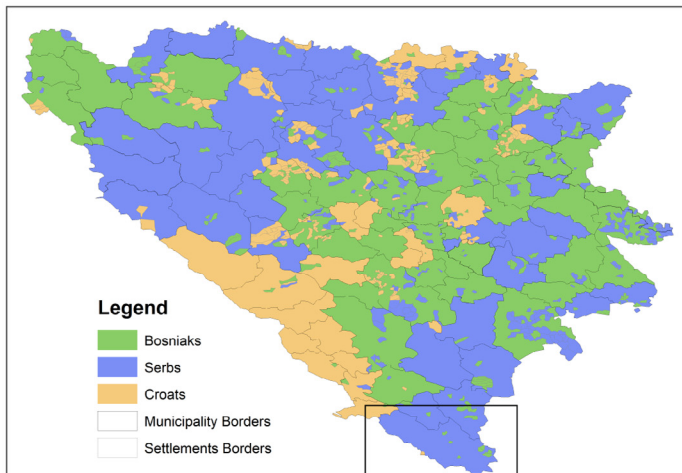 Legend
Bosniaks
Serbs
Croats
Municipality Borders
Settlements Borders